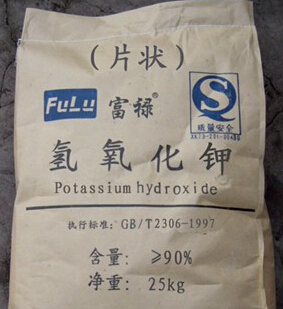 (片状)
FuLu 富禄®
质量安全
氢氧化钾
Potassium hydroxide
执行标准: GB/T2306-1997
含量: ≥90%
净重: 25kg